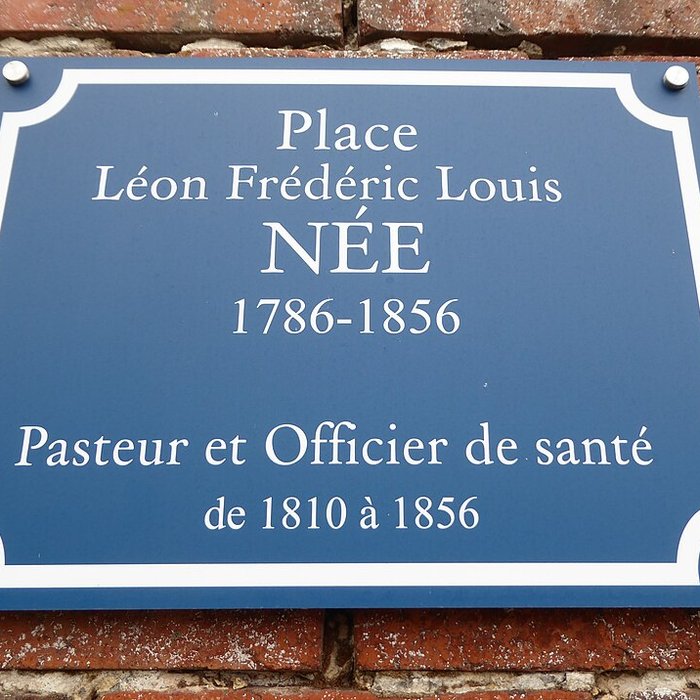 Place
Léon Frédéric Louis
NÉE
1786-1856
Pasteur et Officier de santé
de 1810 à 1856